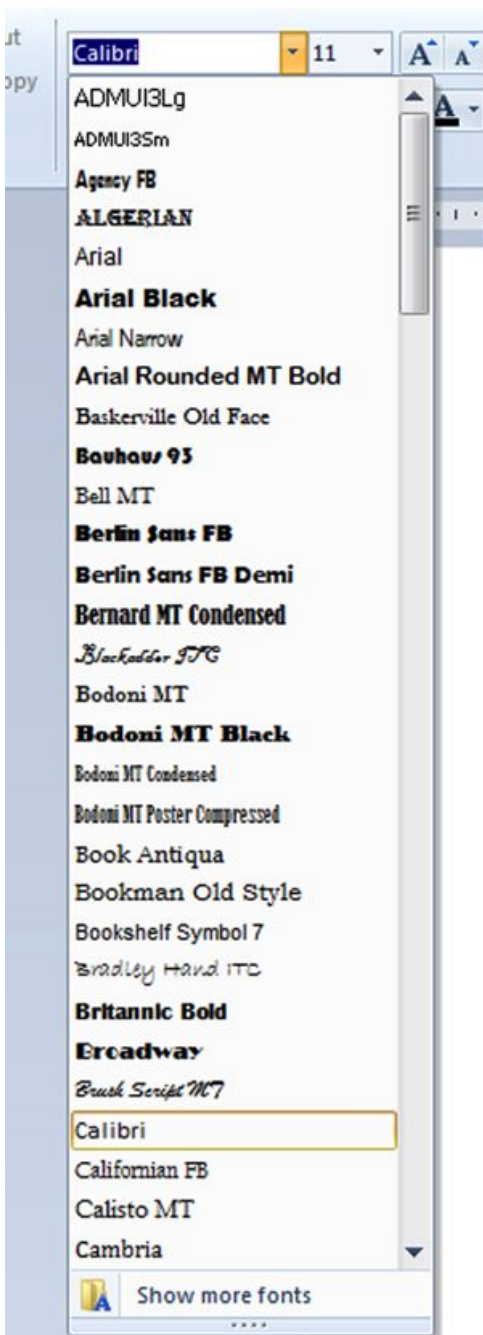 ut
Calibri 11 A A
opy
A
ADMUI3Lg
ADMUI3Sm
Agency FB
ALGERIAN
Arial
Arial Black
Arial Narrow
Arial Rounded MT Bold
Baskerville Old Face
Bauhaus 93
Bell MT
Berlin Sans FB
Berlin Sans FB Demi
Bernard MT Condensed
Blackadder ITC
Bodoni MT
Bodoni MT Black
Bodoni MT Condensed
Bodoni MT Poster Compressed
Book Antiqua
Bookman Old Style
Bookshelf Symbol 7
Bradley Hand ITC
Britannic Bold
Broadway
Brush Script MT
Calibri
Californian FB
Calisto MT
Cambria
Show more fonts